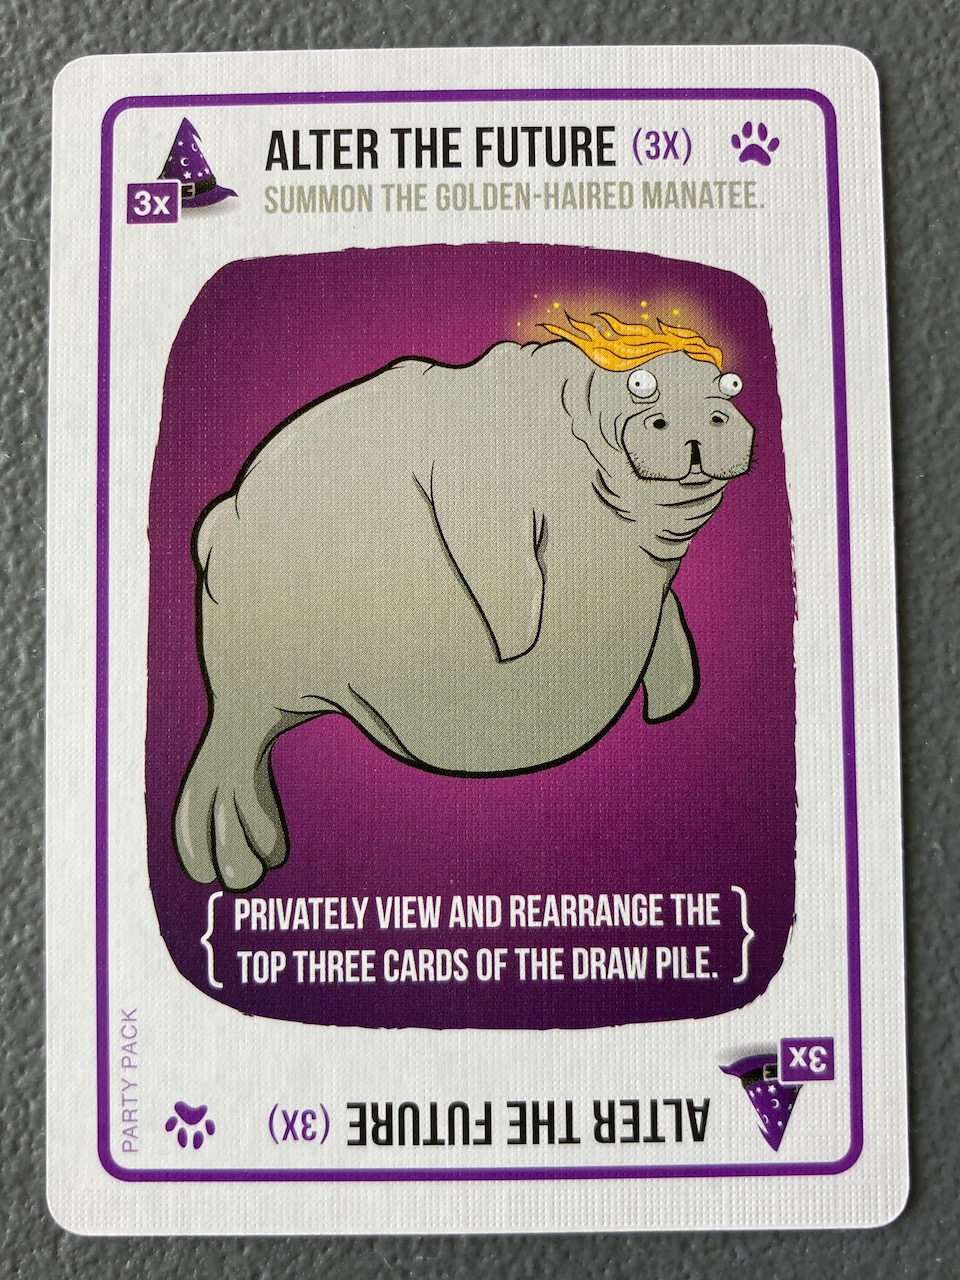 3x
ALTER THE FUTURE (3X)
SUMMON THE GOLDEN-HAIRED MANATEE.
PRIVATELY VIEW AND REARRANGE THE
TOP THREE CARDS OF THE DRAW PILE.
PARTY PACK
3x
ALTER THE FUTURE (3X)